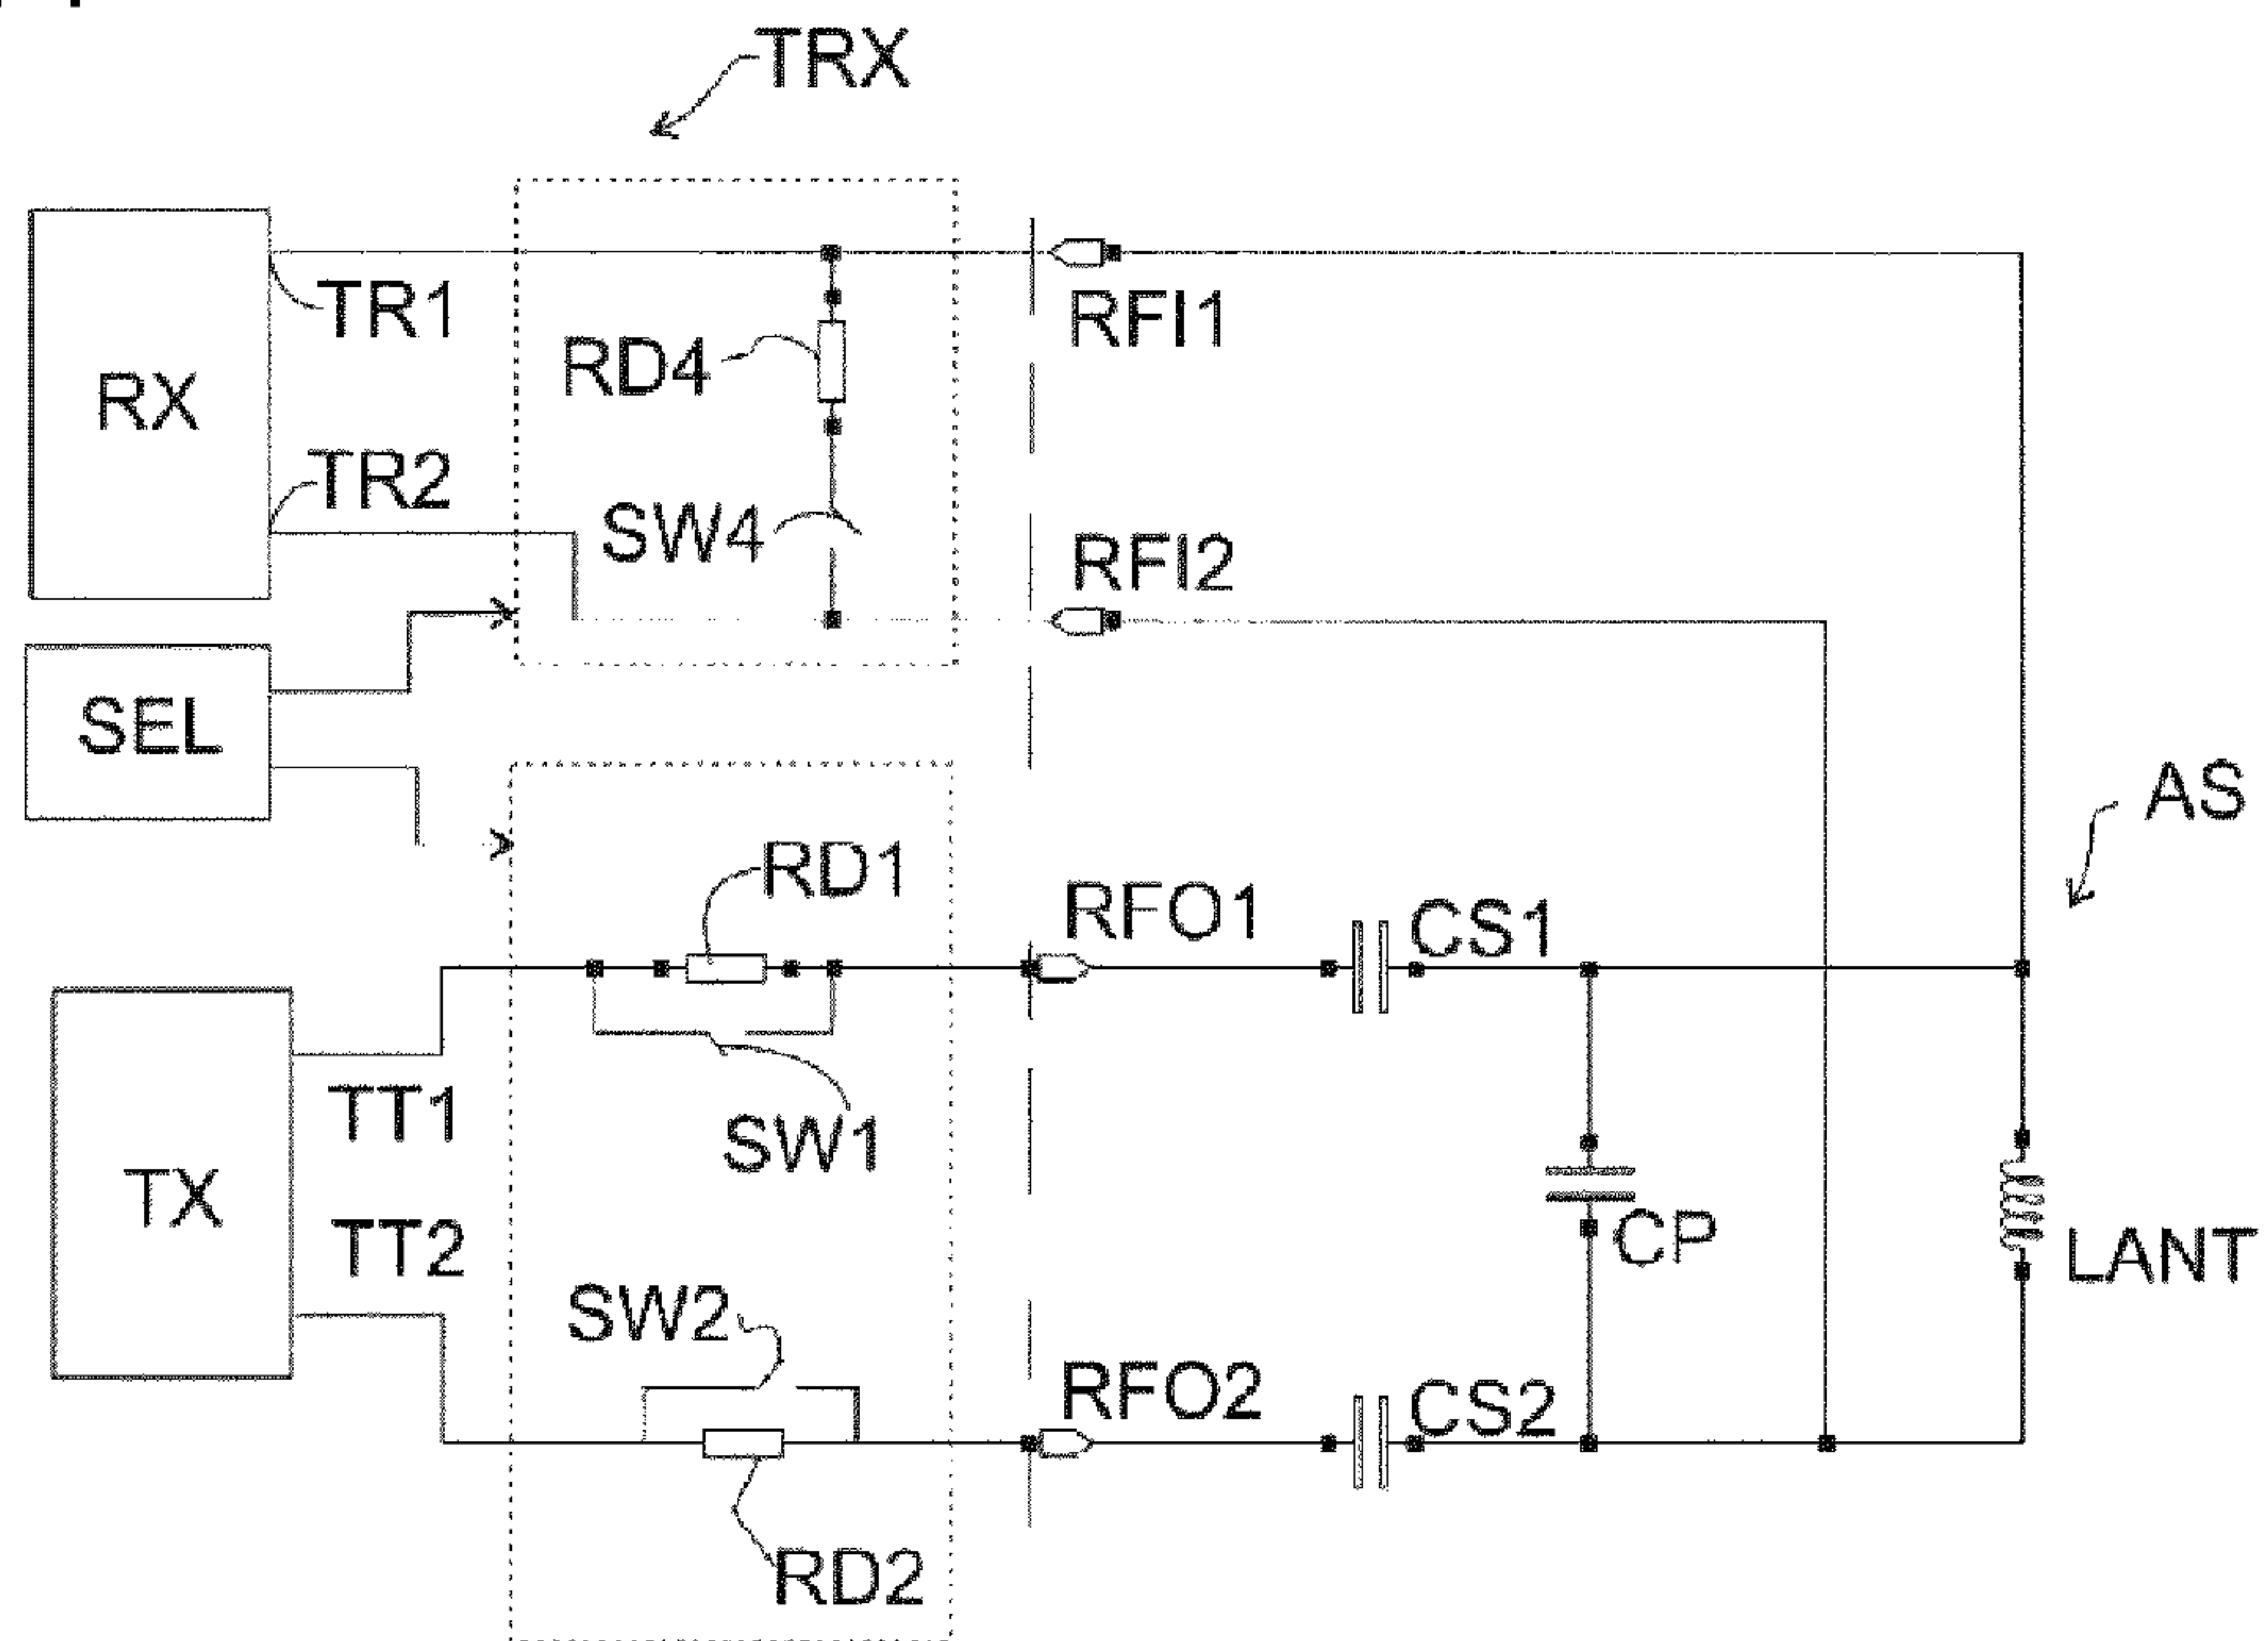 TRX
TR1
RFI1
RD4
RX
TR2
SW4
RFI2
SEL
AS
RD1
RFO1
CS1
TT1
SW1
TX
TT2
CP
LANT
SW2
RFO2
CS2
RD2